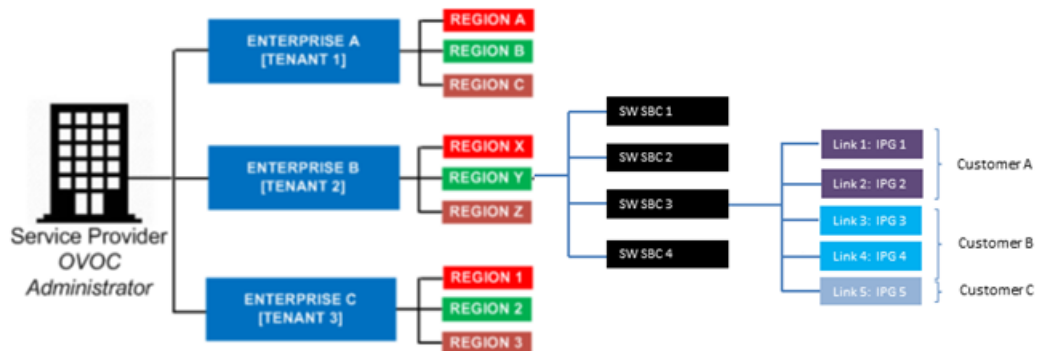 ENTERPRISE A
[TENANT 1]
REGION A
REGION B
REGION C
Service Provider
OVOC
Administrator
ENTERPRISE B
[TENANT 2]
REGION X
REGION Y
REGION Z
ENTERPRISE C
[TENANT 3]
REGION 1
REGION 2
REGION 3
SW SBC 1
SW SBC 2
SW SBC 3
SW SBC 4
Link 1: IPG 1
Link 2: IPG 2
Link 3: IPG 3
Link 4: IPG 4
Link 5: IPG 5
Customer A
Customer B
Customer C